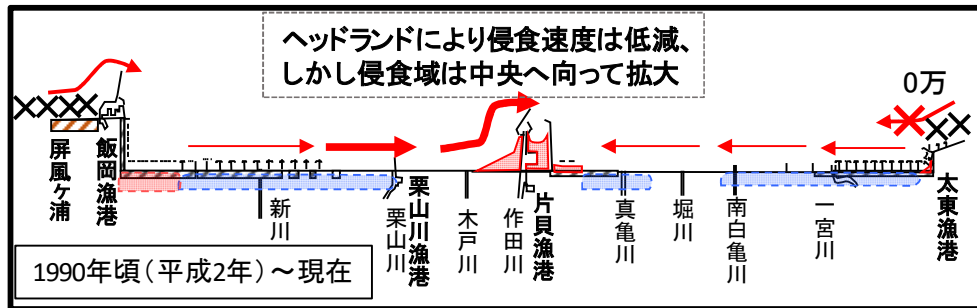 ヘッドランドにより侵食速度は低減、
しかし侵食域は中央へ向って拡大
0万
屏風ヶ浦
飯岡漁港
新川
栗山川
栗山川漁港
木戸川
作田川
片貝漁港
真亀川
堀川
南白亀川
一宮川
太東漁港
1990年頃(平成2年)~現在